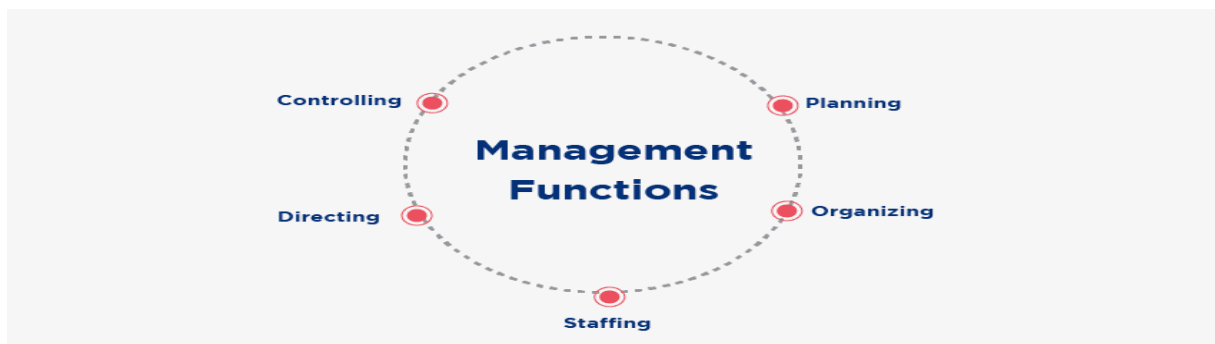 Controlling
Planning
Management
Functions
Directing
Organizing
Staffing